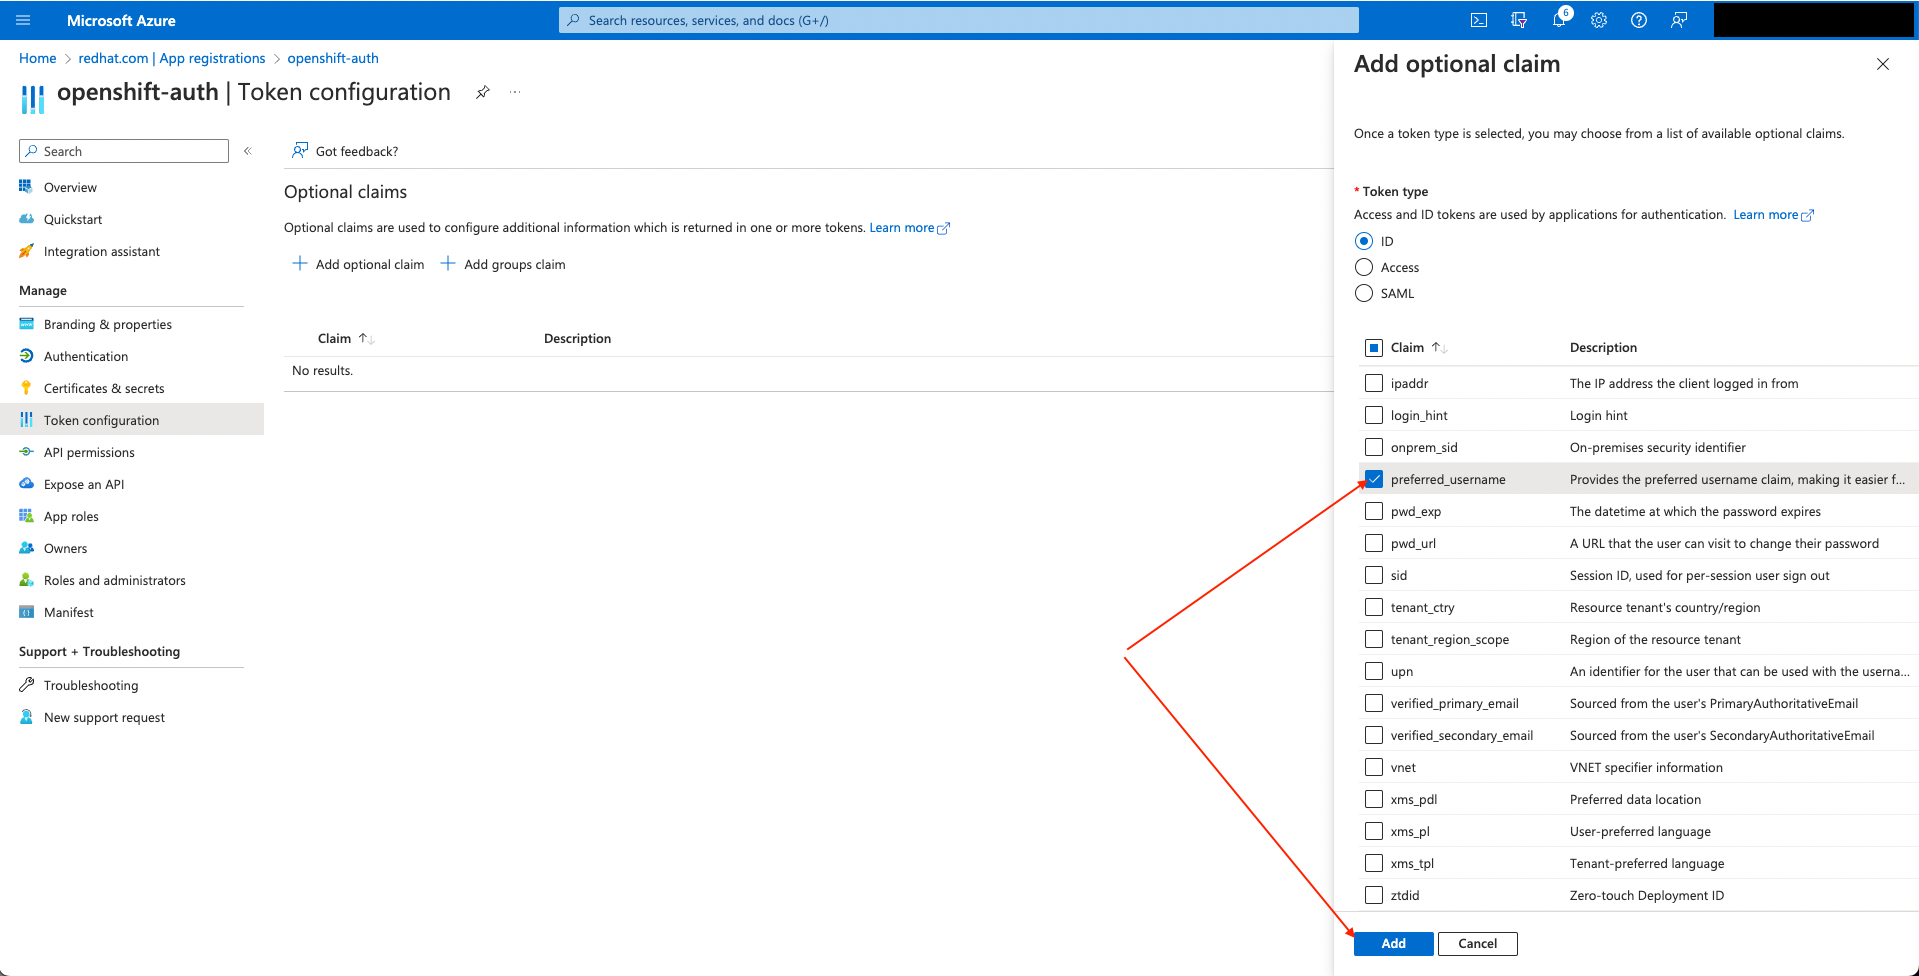 Microsoft Azure
Search resources, services, and docs (G+/)
6
Home > redhat.com | App registrations > openshift-auth
openshift-auth | Token configuration
...
Search
«
Overview
Quickstart
Integration assistant
Manage
Branding & properties
Authentication
Certificates & secrets
Token configuration
API permissions
Expose an API
App roles
Owners
Roles and administrators
Manifest
Support + Troubleshooting
Troubleshooting
New support request
Got feedback?
Optional claims
Optional claims are used to configure additional information which is returned in one or more tokens. Learn more
Add optional claim
Add groups claim
Claim ↑↓ Description
No results.
Add optional claim
Once a token type is selected, you may choose from a list of available optional claims.
* Token type
Access and ID tokens are used by applications for authentication. Learn more
ID
Access
SAML
Claim ↑↓ Description
ipaddr The IP address the client logged in from
login_hint Login hint
onprem_sid On-premises security identifier
preferred_username Provides the preferred username claim, making it easier f...
pwd_exp The datetime at which the password expires
pwd_url A URL that the user can visit to change their password
sid Session ID, used for per-session user sign out
tenant_ctry Resource tenant's country/region
tenant_region_scope Region of the resource tenant
upn An identifier for the user that can be used with the userna...
verified_primary_email Sourced from the user's PrimaryAuthoritativeEmail
verified_secondary_email Sourced from the user's SecondaryAuthoritativeEmail
vnet VNET specifier information
xms_pdl Preferred data location
xms_pl User-preferred language
xms_tpl Tenant-preferred language
ztdid Zero-touch Deployment ID
Add
Cancel